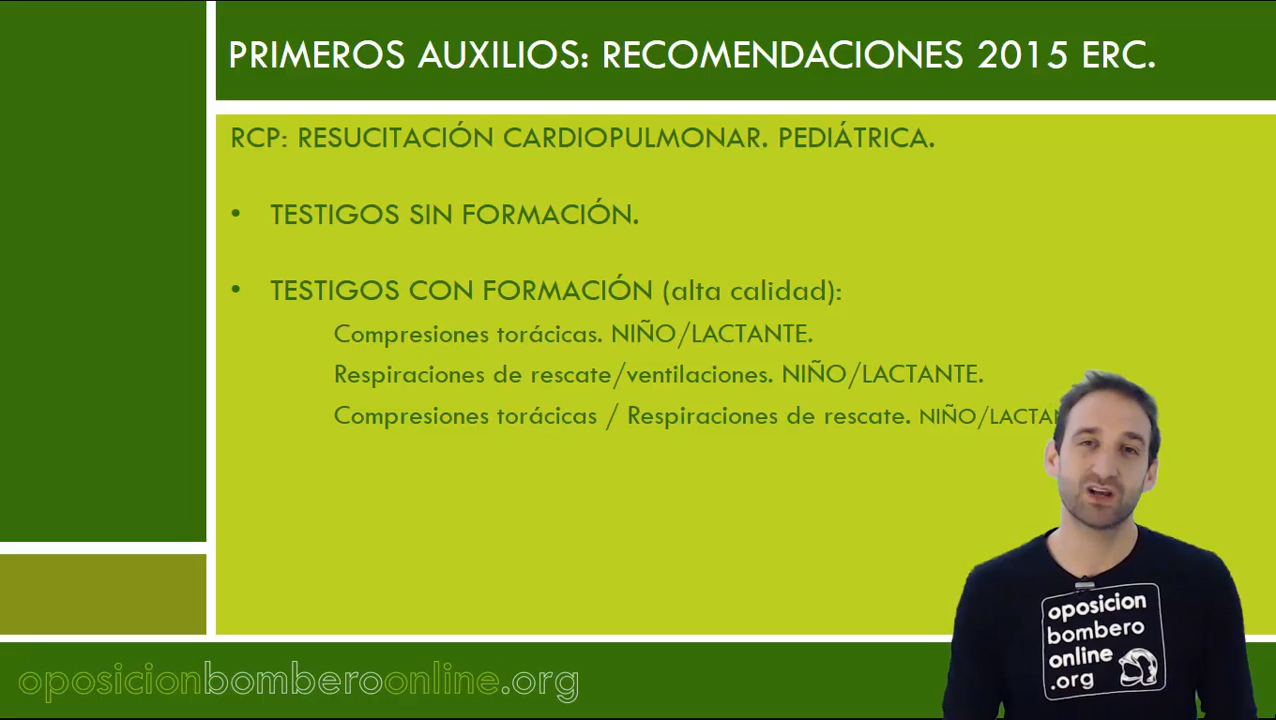 PRIMEROS AUXILIOS: RECOMENDACIONES 2015 ERC.
RCP: RESUCITACIÓN CARDIOPULMONAR. PEDIÁTRICA.
• TESTIGOS SIN FORMACIÓN.
• TESTIGOS CON FORMACIÓN (alta calidad):
Compresiones torácicas. NIÑO/LACTANTE.
Respiraciones de rescate/ventilaciones. NIÑO/LACTANTE.
Compresiones torácicas / Respiraciones de rescate. NIÑO/LACTAN
oposicion
bombero
online
.org
oposicionbomberoonline.org